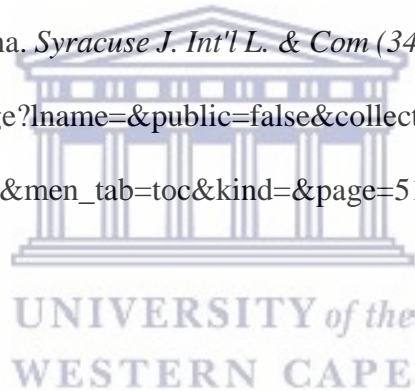 na. Syracuse J. Int'l L. & Com (34
ge?lname=&public=false&collect
&men_tab=toc&kind=&page=51
UNIVERSITY of the
WESTERN CAPE